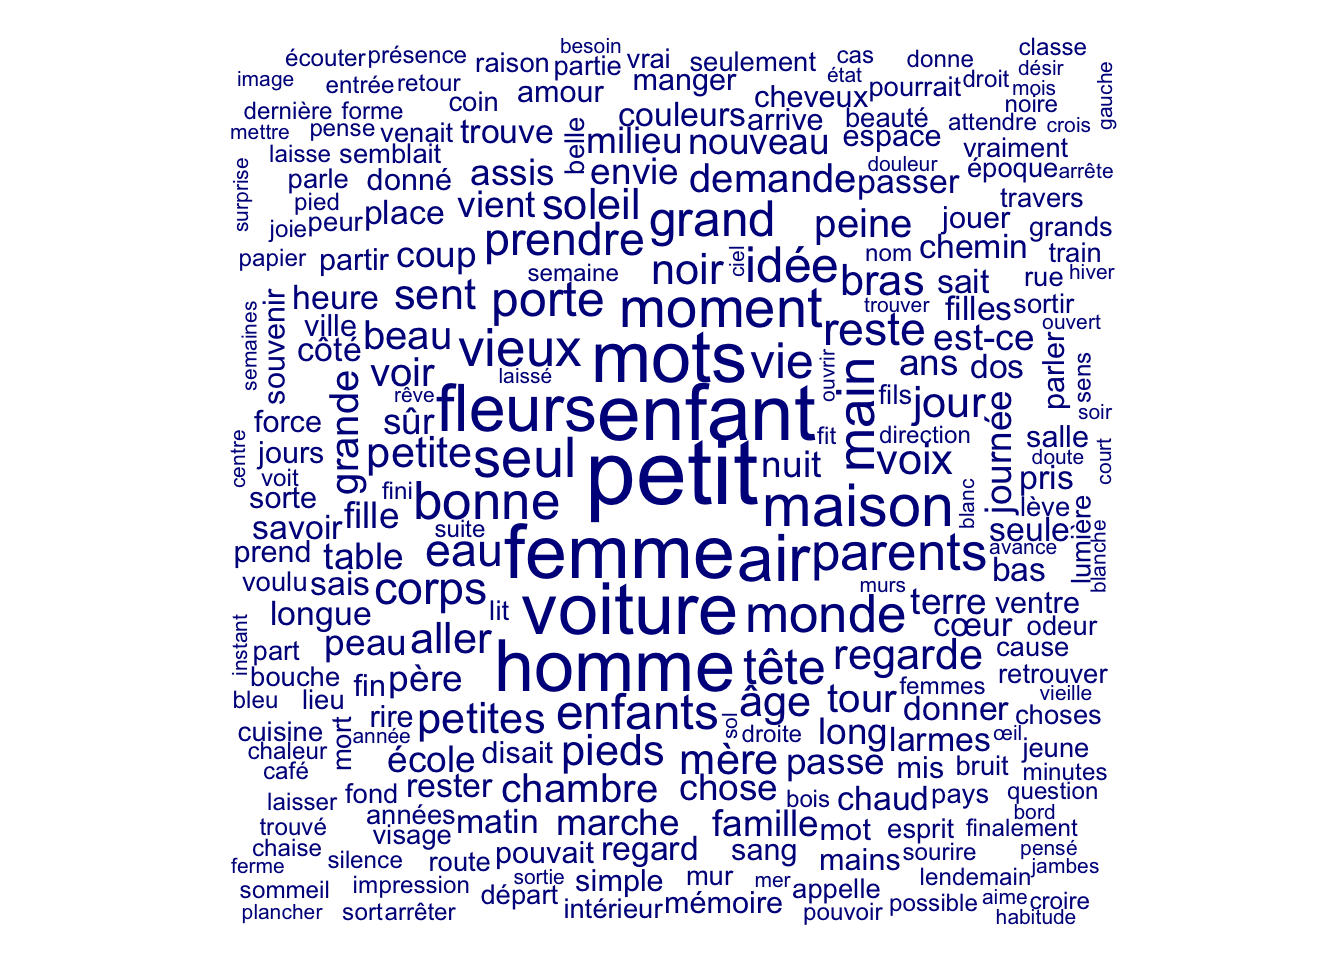 écouter présence raison besoin vrai seulement cas donne classe
image entrée retour partie manger état pourrait droit désir mois
dernière forme coin amour couleurs cheveux arrive beauté noire gauche
mettre pense venait trouve belle milieu nouveau espace attendre crois
surprise laisse semblait assis envie demande passer douleur époque vraiment arrête
parle donné pied place vient soleil grand peine jouer travers grands
joie peur prendre noir ciel idée nom chemin train
papier partir coup semaine bras sait rue hiver
semaines souvenir heure sent porte moment trouver filles sortir
ville côté beau vieux mots vie reste est-ce ouvert
voir laissé ouvrir main ans dos parler sens
grande rêve fleurs enfant fils jour journée soir
force sûr fit direction salle
centre jours petite seul petit nuit voix doute court
voit sorte fini bonne maison blanc pris
savoir fille suite lève seule lumière
prend table eau femme air parents avance bas blanche
voulu sais corps lit voiture monde murs terre ventre
longue cœur odeur
instant part peau aller homme tête regarde cause
bouche fin père retrouver
bleu lieu rire petites enfants sol âge tour femmes donner vieille choses
cuisine mort année droite long larmes œil jeune
chaleur école disait pieds mère passe mis bruit minutes
café rester chambre chose bois chaud pays question
laisser fond années matin marche famille mot esprit finalement bord
trouvé visage
chaise silence route pouvait regard sang mains sourire pensé
ferme sortie jambes
sommeil impression départ simple mur mer appelle lendemain aime croire
plancher sort arrêter intérieur mémoire pouvoir possible habitude